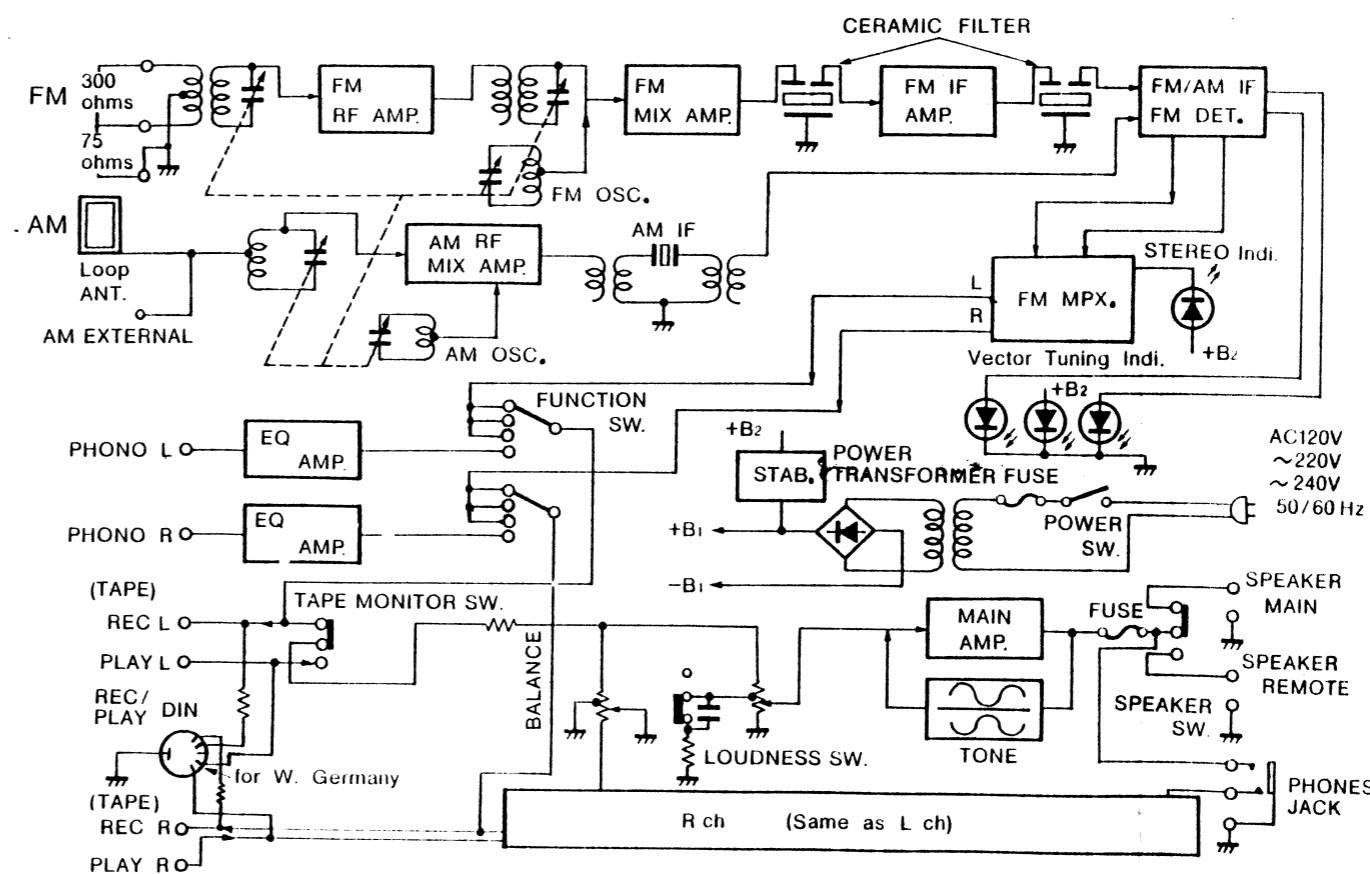 CERAMIC FILTER
FM
300
ohms
75
ohms
FM
RF AMP.
FM
MIX AMP.
FM IF
AMP.
FM/AM IF
FM DET.
FM OSC.
AM
Loop
ANT.
AM EXTERNAL
AM RF
MIX AMP.
AM IF
AM OSC.
STEREO Indi.
L
R
FM MPX.
+B2
Vector Tuning Indi.
+B2
FUNCTION
SW.
PHONO L
EQ
AMP.
PHONO R
EQ
AMP.
+B2
STAB.
POWER
TRANSFORMER
FUSE
AC120V
~220V
~240V
50/60 Hz
POWER
SW.
+B1
-B1
(TAPE)
REC L
TAPE MONITOR SW.
PLAY L
REC/
PLAY
DIN
for W. Germany
BALANCE
LOUDNESS SW.
MAIN
AMP.
TONE
FUSE
SPEAKER
MAIN
SPEAKER
REMOTE
SPEAKER
SW.
PHONES
JACK
(TAPE)
REC R
PLAY R
R ch (Same as L ch)